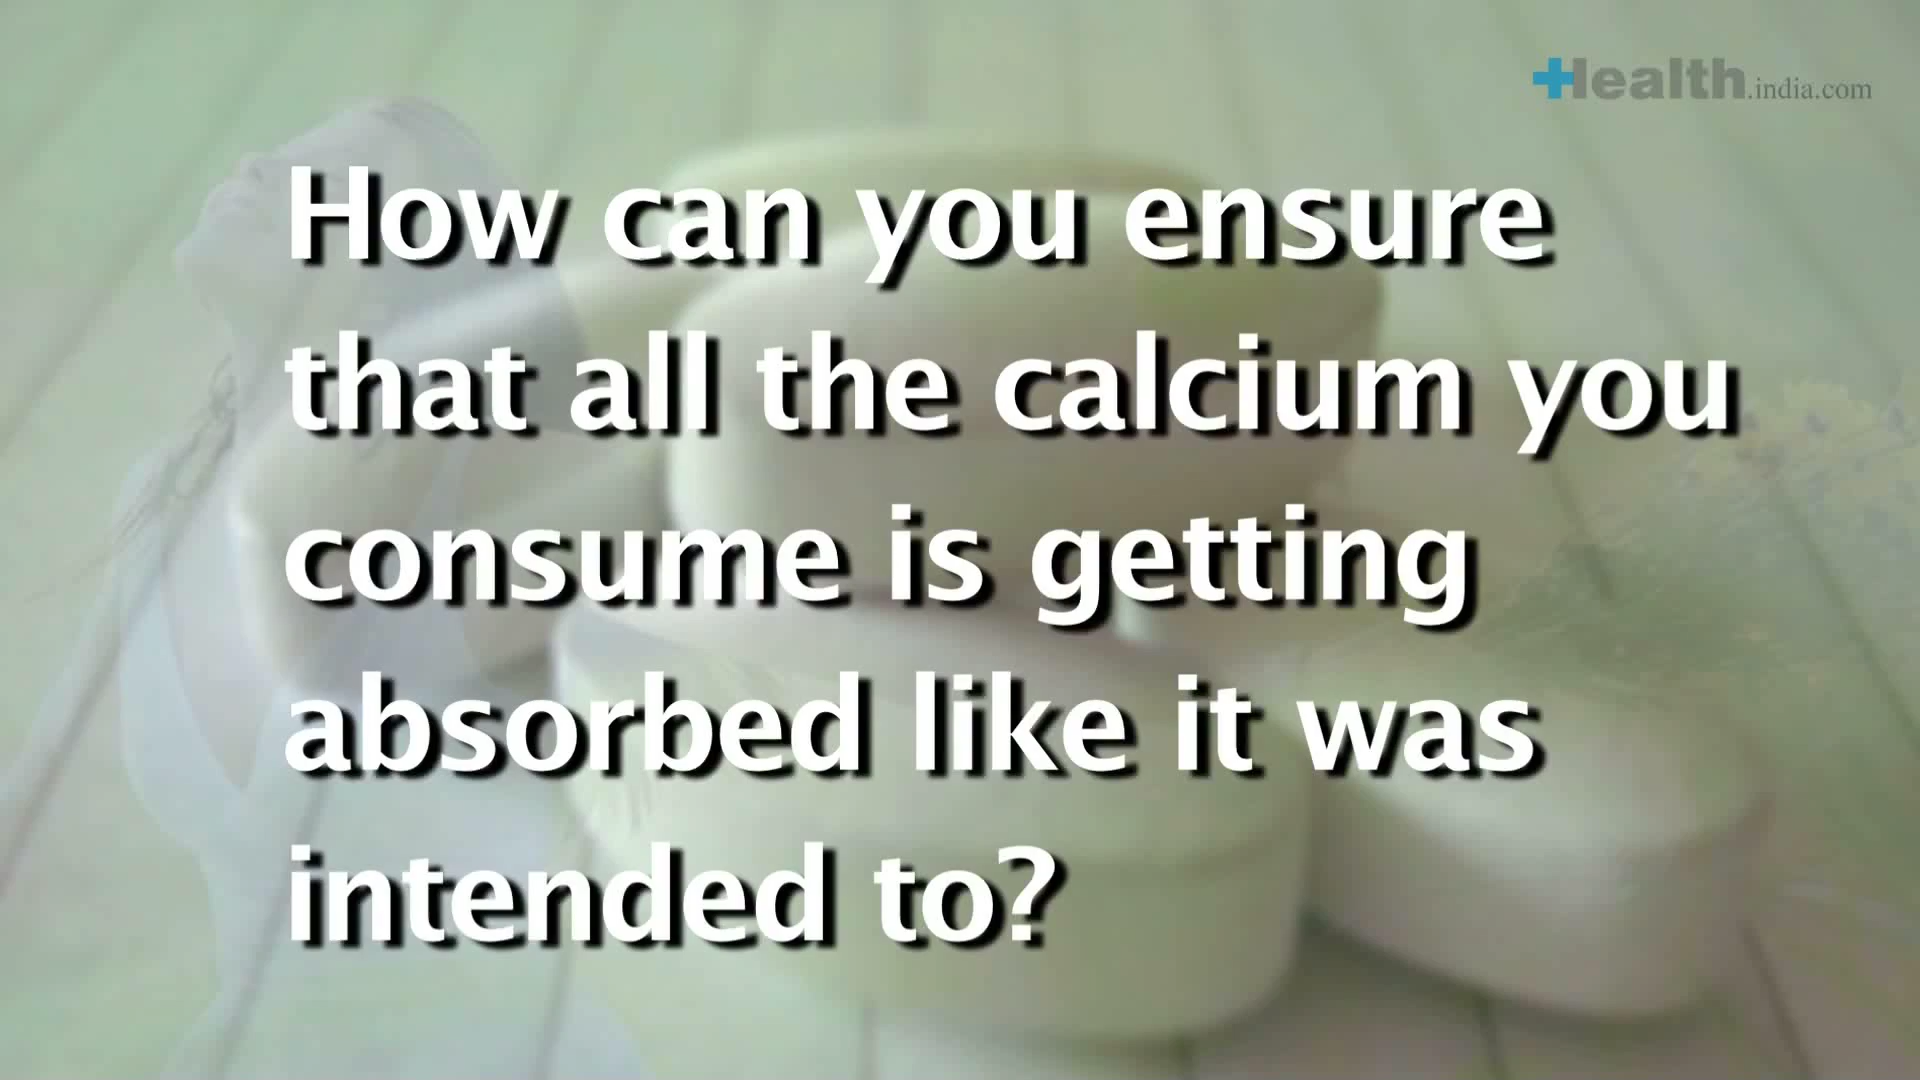 +Health.india.com
How can you ensure
that all the calcium you
consume is getting
absorbed like it was
intended to?